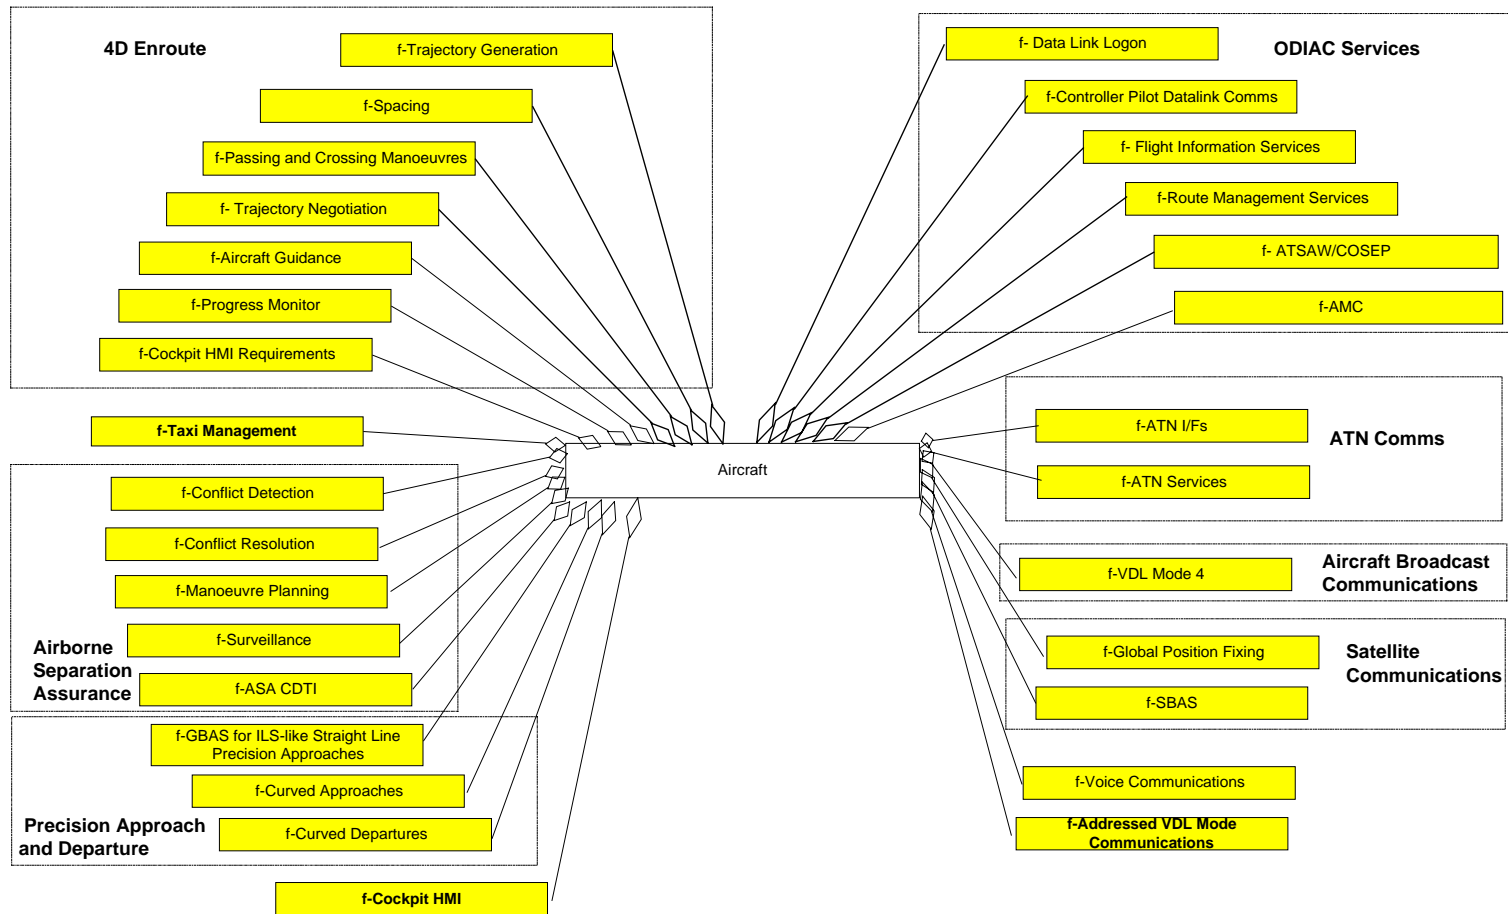 4D Enroute
f-Trajectory Generation
f-Spacing
f-Passing and Crossing Manoeuvres
f- Trajectory Negotiation
f-Aircraft Guidance
f-Progress Monitor
f-Cockpit HMI Requirements
f- Data Link Logon
ODIAC Services
f-Controller Pilot Datalink Comms
f- Flight Information Services
f-Route Management Services
f- ATSAW/COSEP
f-AMC
f-Taxi Management
Aircraft
f-ATN I/Fs
ATN Comms
f-ATN Services
f-Conflict Detection
f-Conflict Resolution
f-Manoeuvre Planning
f-Surveillance
Airborne
Separation
Assurance
f-ASA CDTI
f-VDL Mode 4
Aircraft Broadcast
Communications
f-Global Position Fixing
Satellite
Communications
f-SBAS
f-GBAS for ILS-like Straight Line
Precision Approaches
f-Curved Approaches
Precision Approach
and Departure
f-Curved Departures
f-Voice Communications
f-Addressed VDL Mode
Communications
f-Cockpit HMI